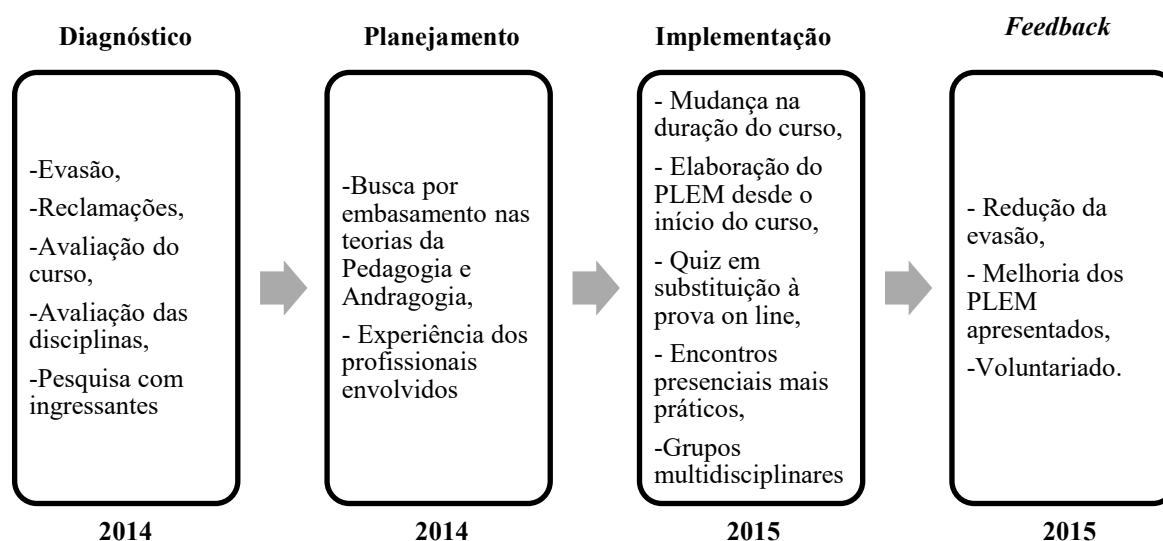 Diagnóstico
-Evasão,
-Reclamações,
-Avaliação do
curso,
-Avaliação das
disciplinas,
-Pesquisa com
ingressantes
2014
Planejamento
-Busca por
embasamento nas
teorias da
Pedagogia e
Andragogia,
- Experiência dos
profissionais
envolvidos
2014
Implementação
- Mudança na
duração do curso,
- Elaboração do
PLEM desde o
início do curso,
- Quiz em
substituição à
prova on line,
- Encontros
presenciais mais
práticos,
-Grupos
multidisciplinares
2015
Feedback
- Redução da
evasão,
- Melhoria dos
PLEM
apresentados,
-Voluntariado.
2015